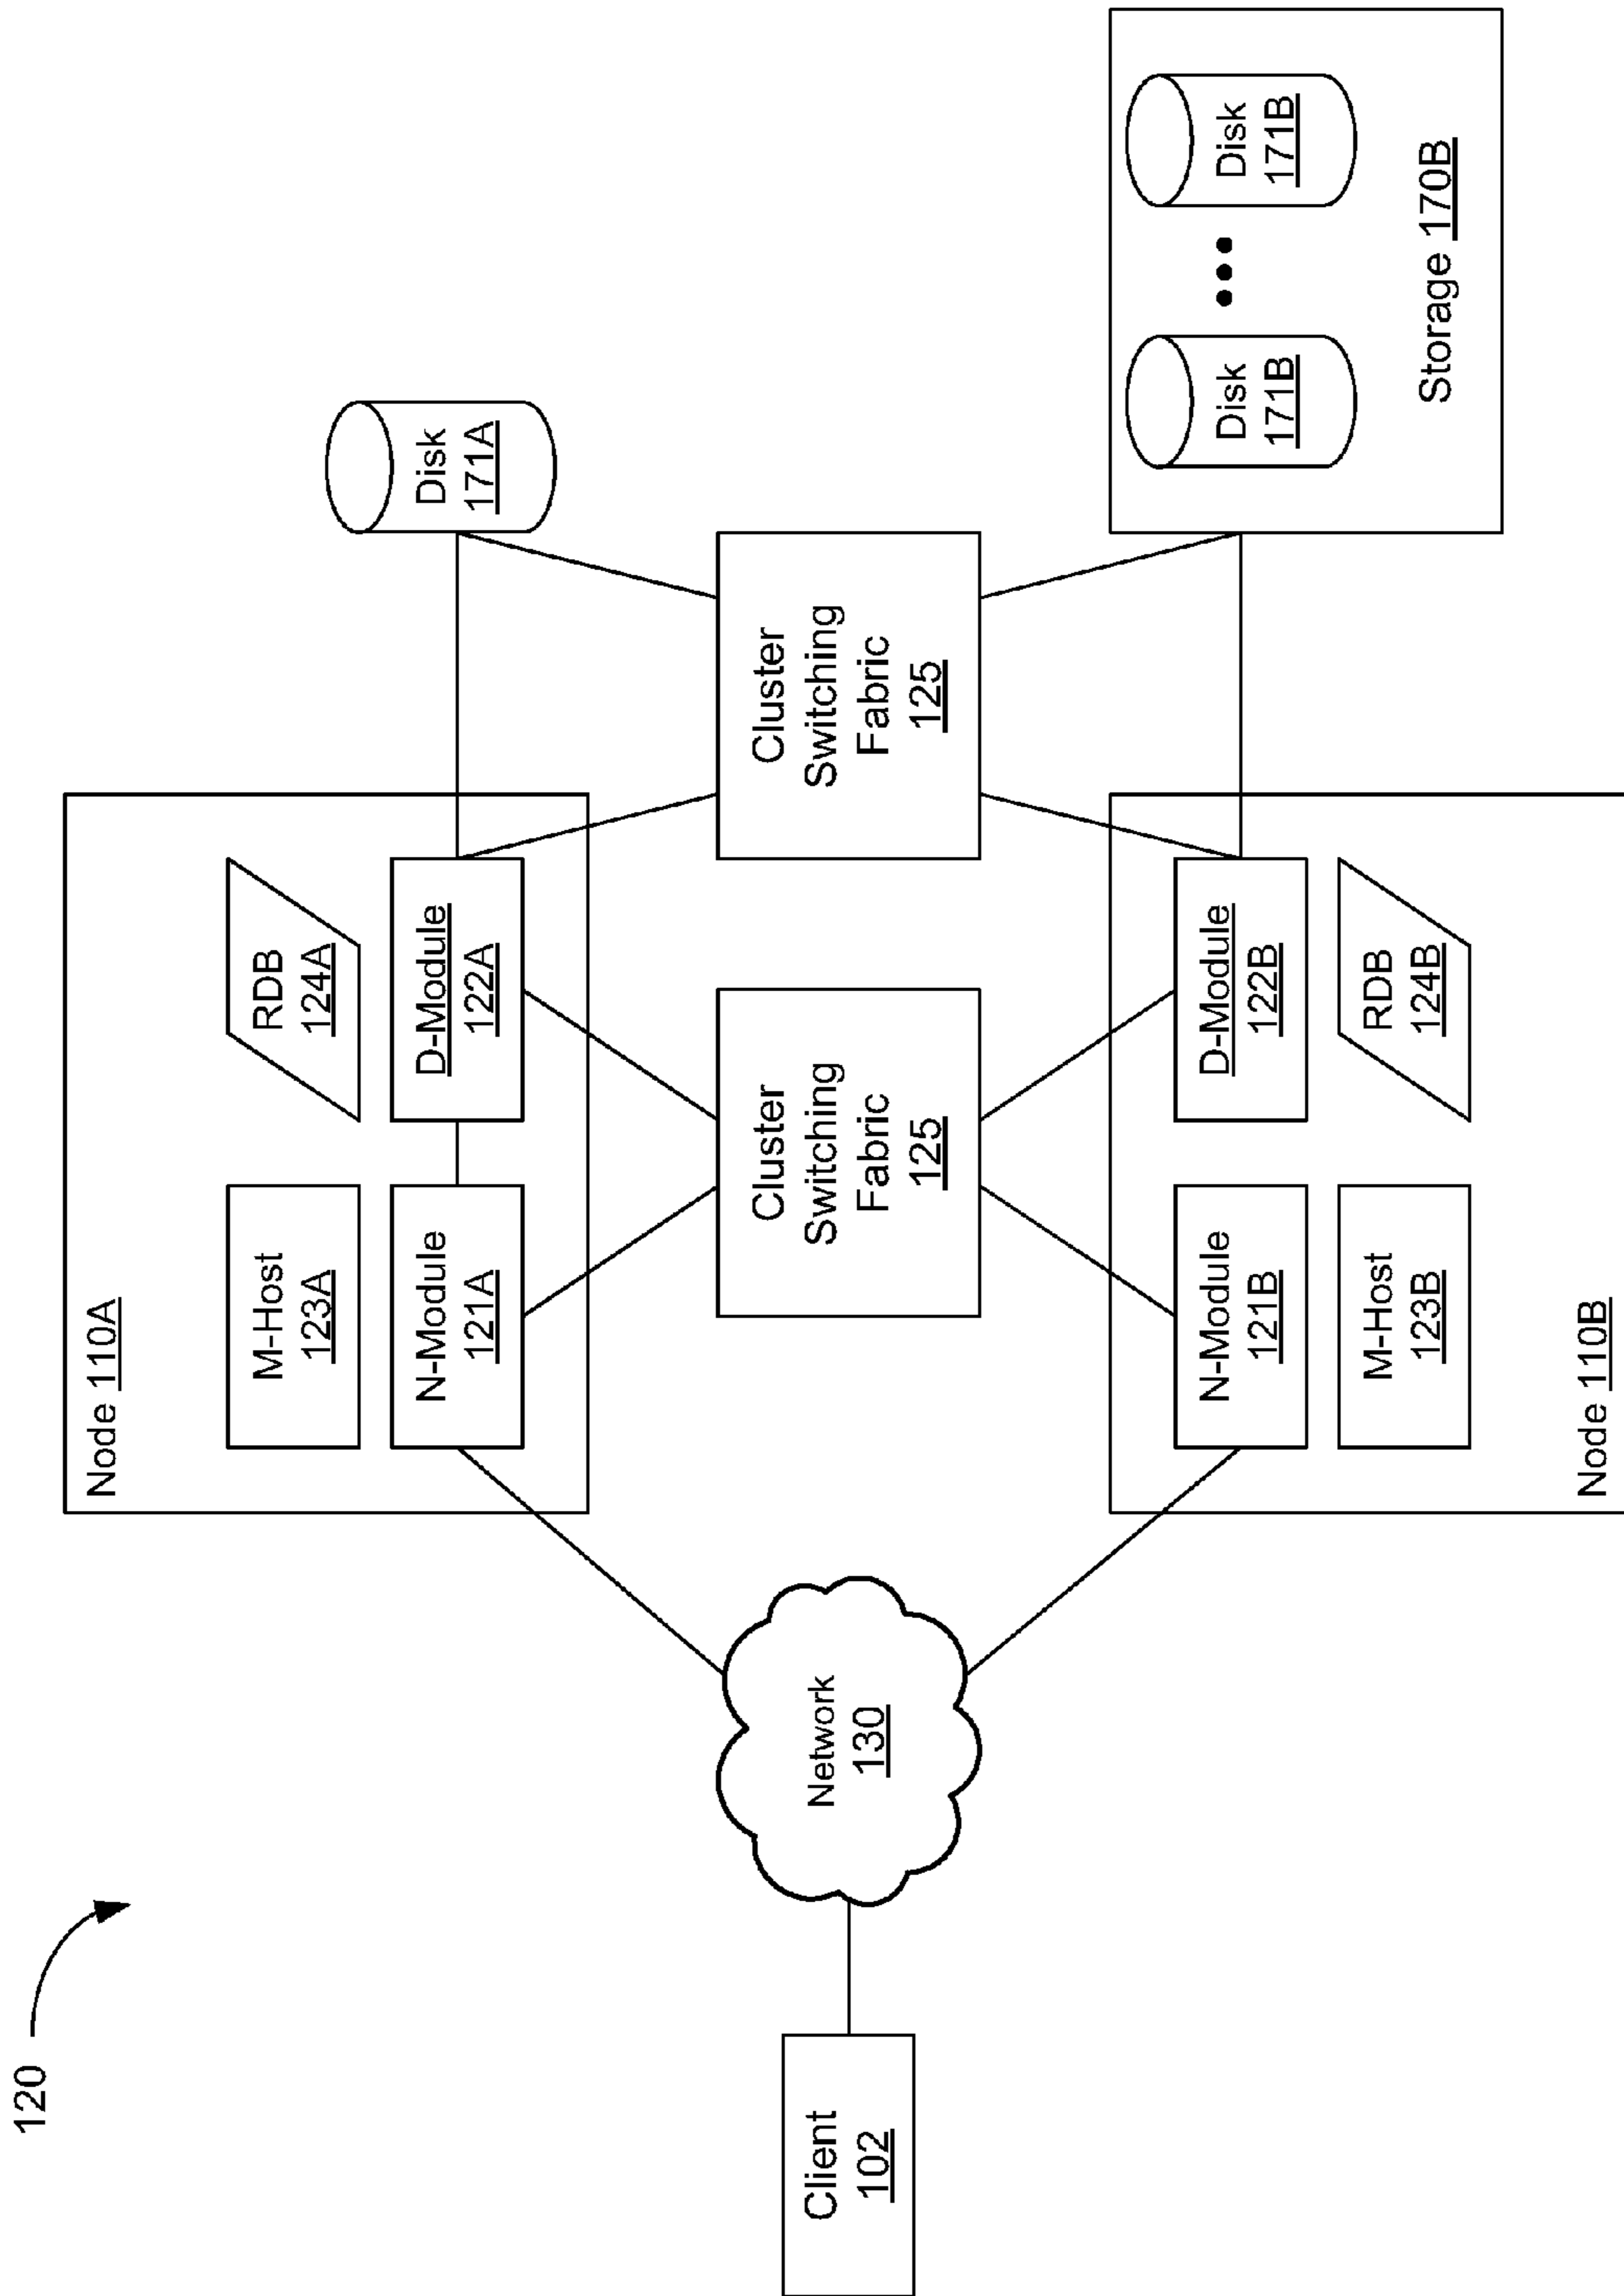 120
Node 110A
M-Host
123A
RDB
124A
N-Module
121A
D-Module
122A
Disk
171A
Client
102
Network
130
Cluster
Switching
Fabric
125
Cluster
Switching
Fabric
125
N-Module
121B
D-Module
122B
M-Host
123B
RDB
124B
Node 110B
Disk
171B
Disk
171B
Storage 170B